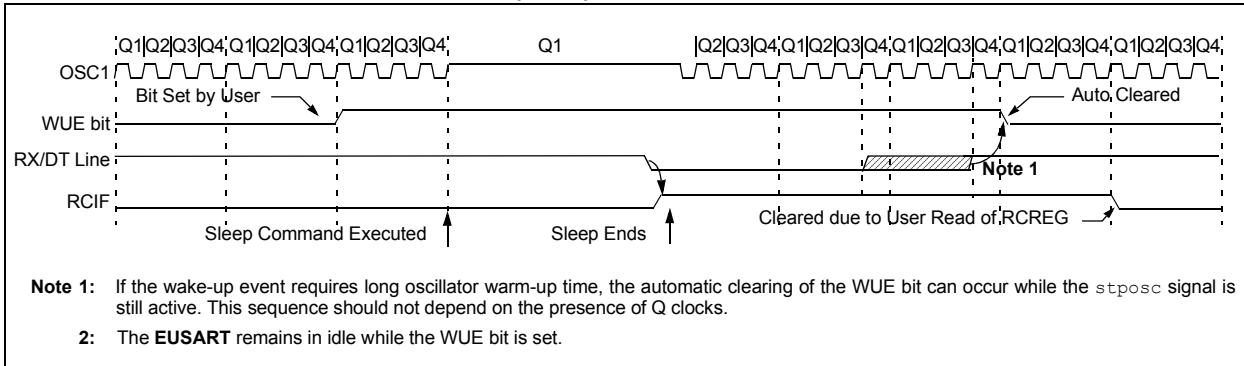 Q1|Q2|Q3|Q4 Q1|Q2|Q3|Q4 Q1|Q2|Q3|Q4 Q1 |Q2|Q3|Q4 Q1|Q2|Q3|Q4 Q1|Q2|Q3|Q4 Q1|Q2|Q3|Q4 Q1|Q2|Q3|Q4
OSC1
Bit Set by User
Auto Cleared
WUE bit
RX/DT Line
Note 1
RCIF
Cleared due to User Read of RCREG
Sleep Command Executed
Sleep Ends
Note 1: If the wake-up event requires long oscillator warm-up time, the automatic clearing of the WUE bit can occur while the stposc signal is
still active. This sequence should not depend on the presence of Q clocks.
2: The EUSART remains in idle while the WUE bit is set.